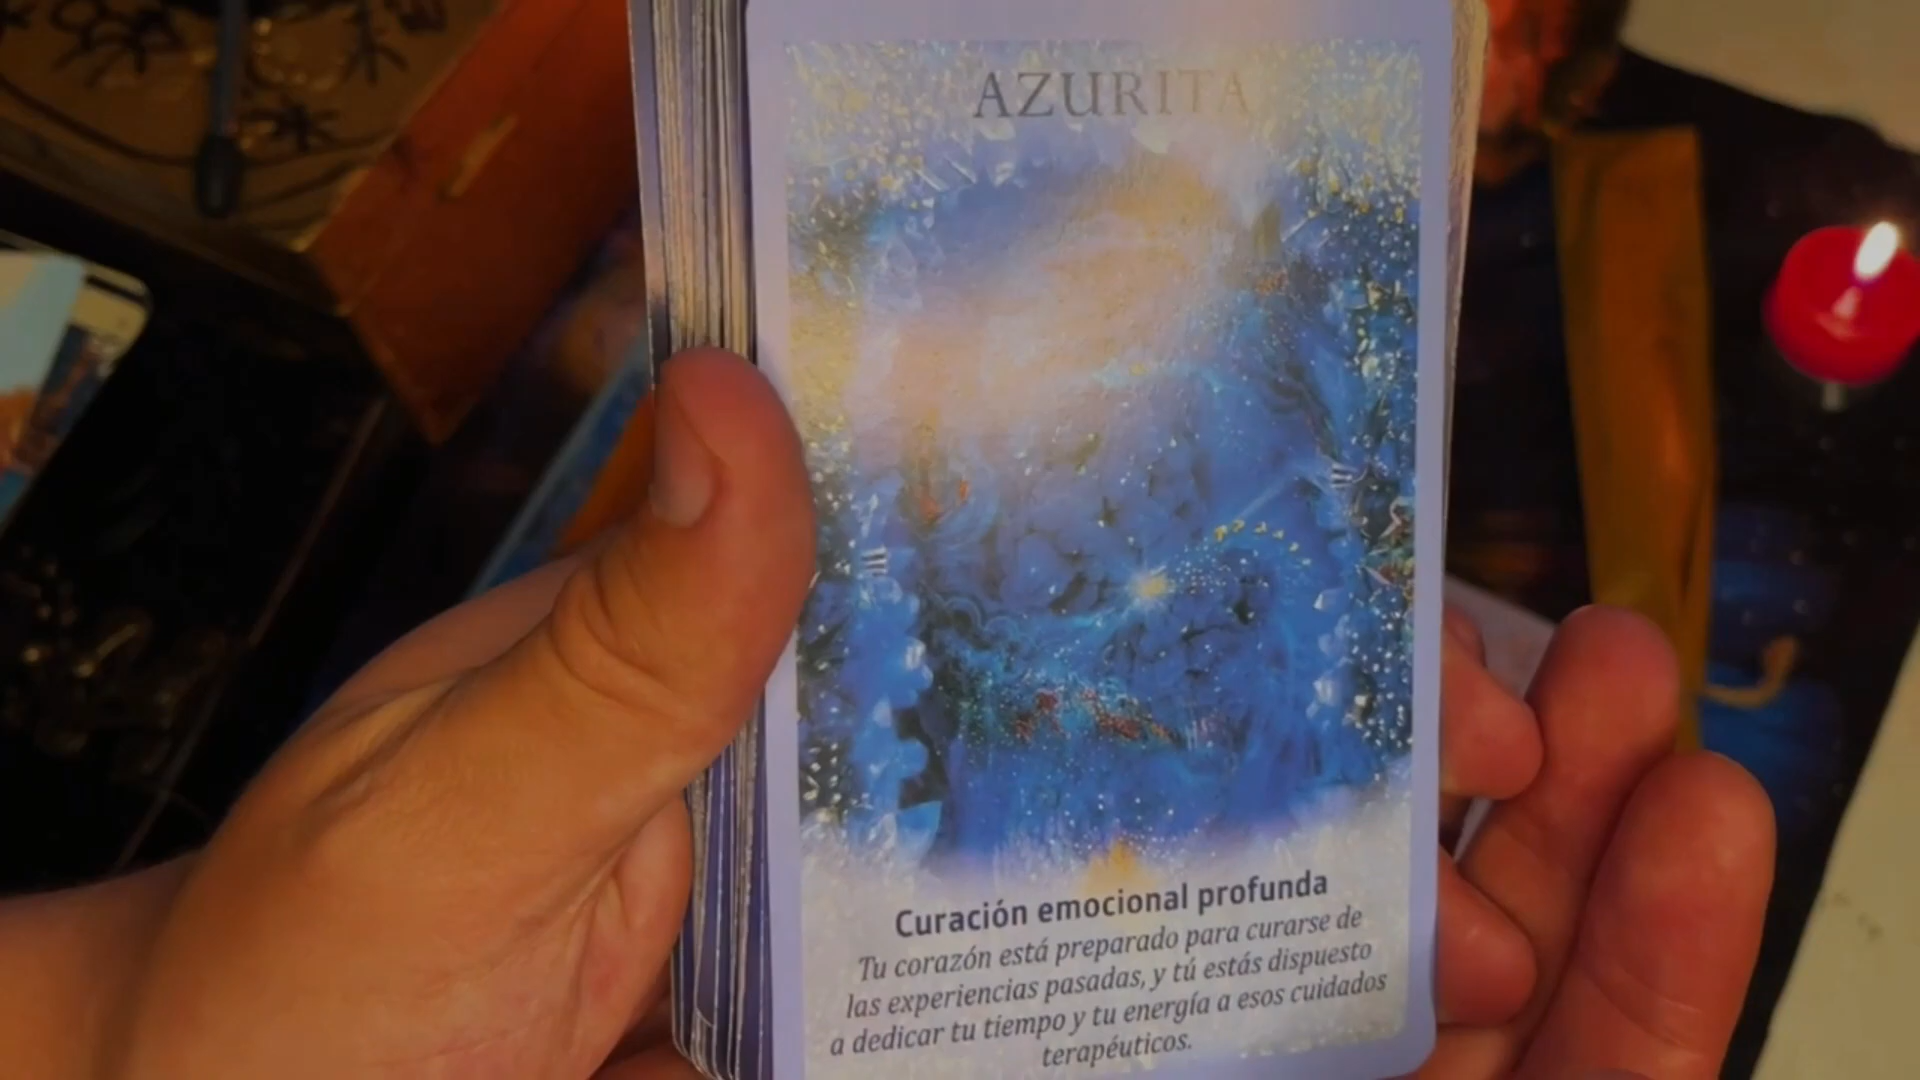 AZURITA
Curación emocional profunda
Tu corazón está preparado para curarse de
las experiencias pasadas, y tú estás dispuesto
a dedicar tu tiempo y tu energía a esos cuidados
terapéuticos.